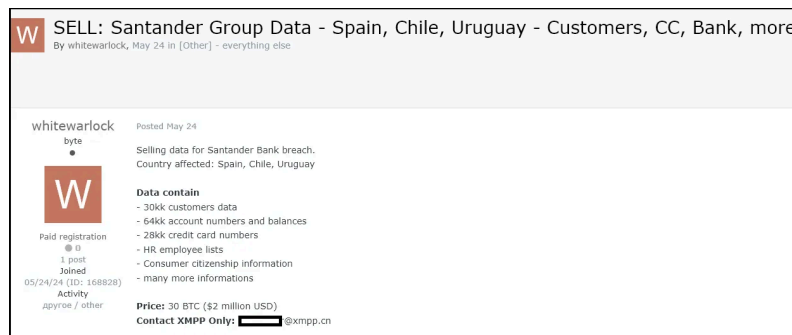 W
SELL: Santander Group Data - Spain, Chile, Uruguay - Customers, CC, Bank, more
By whitewarlock, May 24 in [Other] - everything else
whitewarlock
byte
W
Paid registration
0
1 post
Joined
05/24/24 (ID: 168828)
Activity
другое / other
Posted May 24
Selling data for Santander Bank breach.
Country affected: Spain, Chile, Uruguay
Data contain
- 30kk customers data
- 64kk account numbers and balances
- 28kk credit card numbers
- HR employee lists
- Consumer citizenship information
- many more informations
Price: 30 BTC ($2 million USD)
Contact XMPP Only: @xmpp.cn